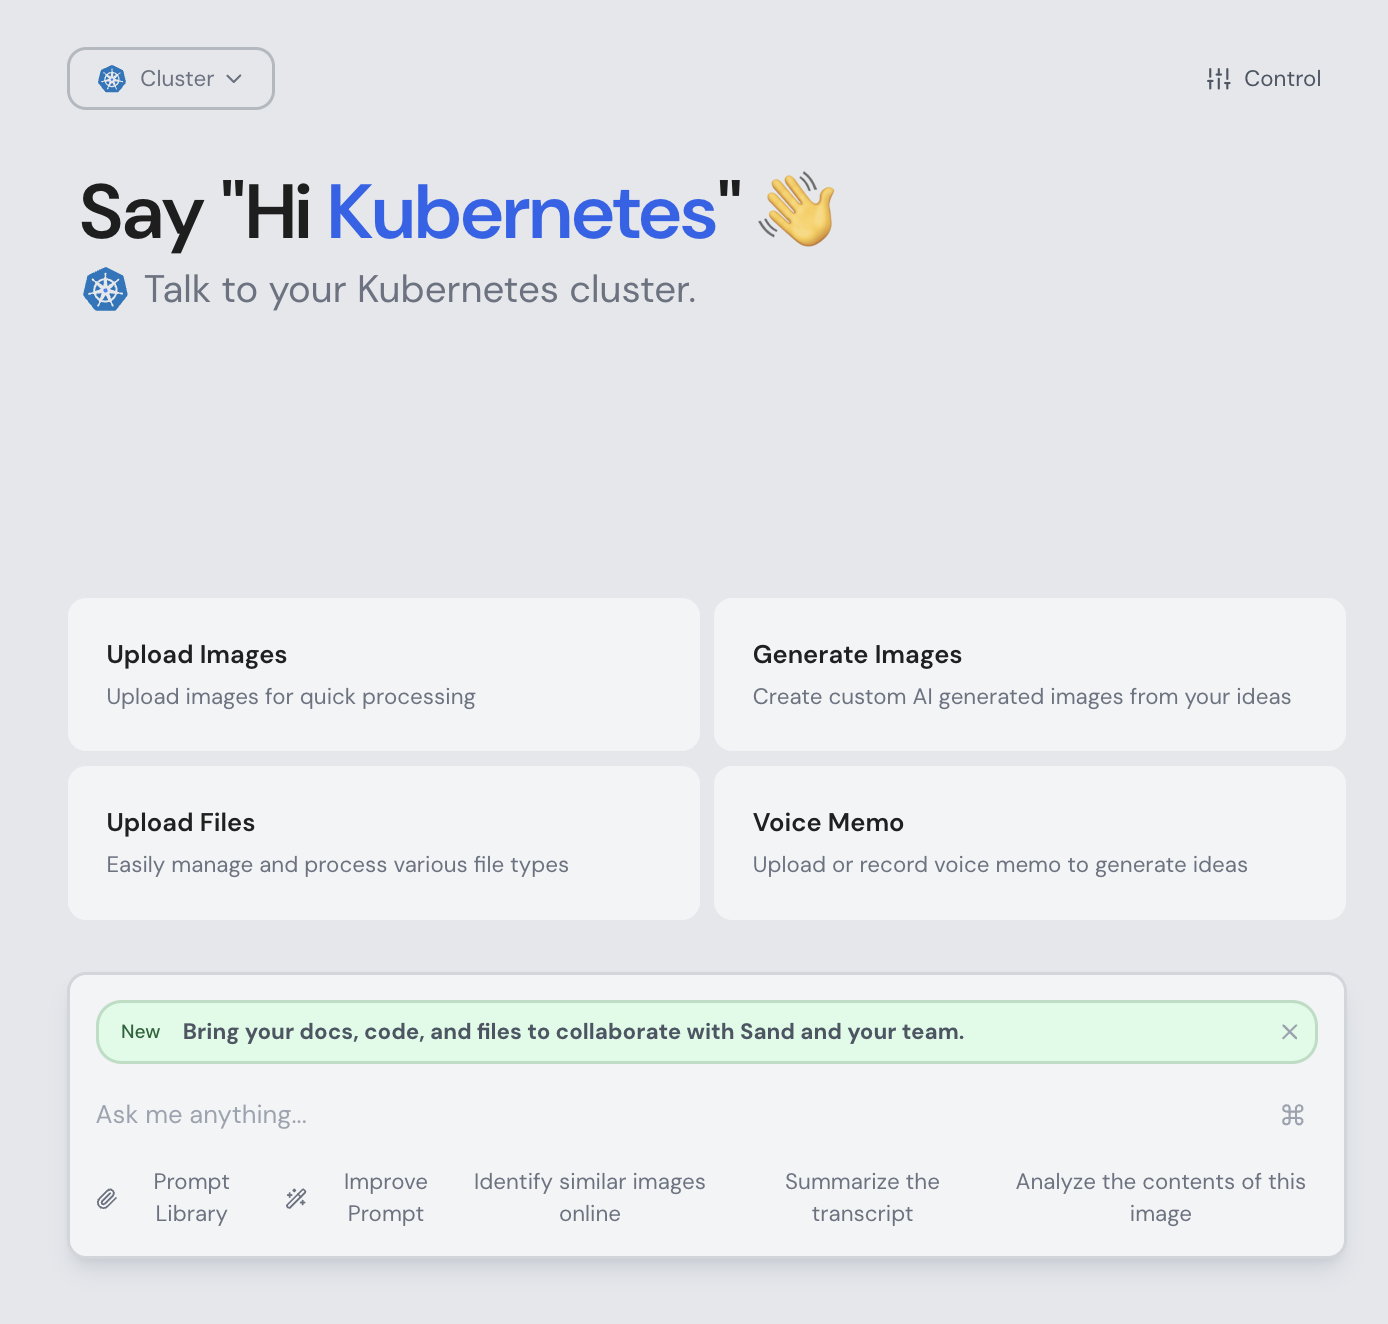 Cluster
Control
Say "Hi Kubernetes" 👋
Talk to your Kubernetes cluster.
Upload Images
Upload images for quick processing
Generate Images
Create custom AI generated images from your ideas
Upload Files
Easily manage and process various file types
Voice Memo
Upload or record voice memo to generate ideas
New Bring your docs, code, and files to collaborate with Sand and your team.
Ask me anything...
Prompt
Library
Improve
Prompt
Identify similar images
online
Summarize the
transcript
Analyze the contents of this
image